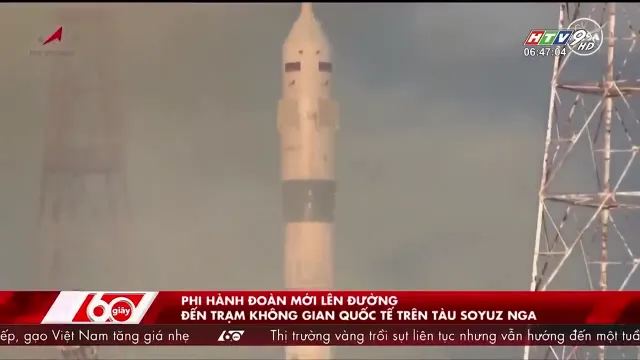 HTV9
HD
06:47:04
60
giây
PHI HÀNH ĐOÀN MỚI LÊN ĐƯỜNG
ĐẾN TRẠM KHÔNG GIAN QUỐC TẾ TRÊN TÀU SOYUZ NGA
ếp, gạo Việt Nam tăng giá nhẹ Thị trường vàng trồi sụt liên tục nhưng vẫn hướng đến một tuầ